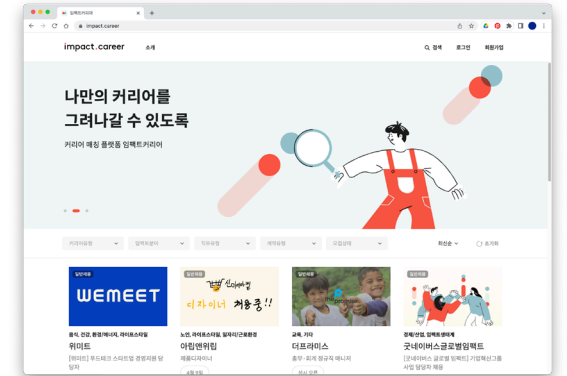 임팩트커리어
impact.career
impact.career
소개
검색
로그인
회원가입
나만의 커리어를
그려나갈 수 있도록
커리어 매칭 플랫폼 임팩트커리어
커리어유형
임팩트분야
직무유형
계약유형
모집상태
최신순
초기화
일반채용
WEMEET
음식, 건강, 환경/에너지, 라이프스타일
위미트
[위미트] 푸드테크 스타트업 경영지원 담
당자
일반채용
디자이너 채용중!!
노인, 라이프스타일, 일자리/근로환경
아립앤위립
제품디자이너
4월 9일
일반채용
교육, 기타
더프라미스
총무·회계 정규직 매니저
상시 오픈
일반채용
경제/산업, 임팩트생태계
굿네이버스글로벌임팩트
[굿네이버스 글로벌 임팩트] 기업혁신그룹
사업 담당자 채용